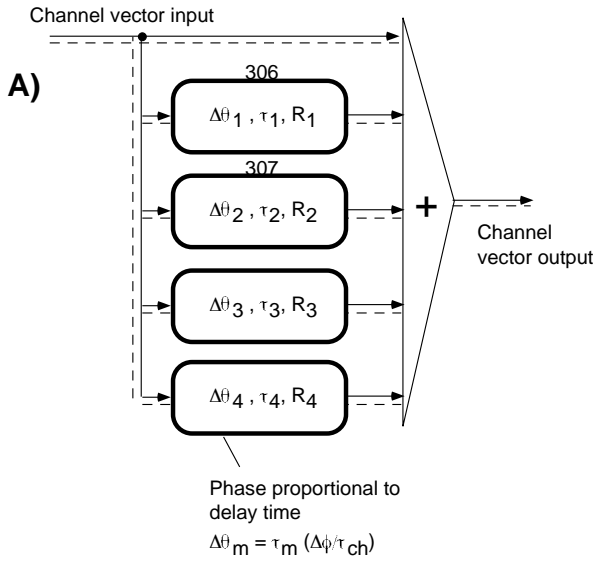 Channel vector input
A)
306
Δθ1 , τ1, R1
307
Δθ2 , τ2, R2
Δθ3 , τ3, R3
Δθ4 , τ4, R4
+
Channel
vector output
Phase proportional to
delay time
Δθm = τm (Δϕ/τch)